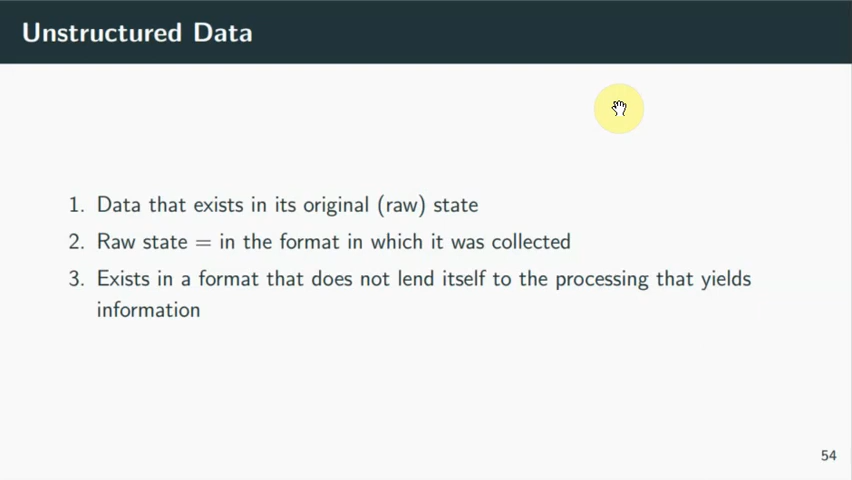 Unstructured Data
1. Data that exists in its original (raw) state
2. Raw state = in the format in which it was collected
3. Exists in a format that does not lend itself to the processing that yields
information
54